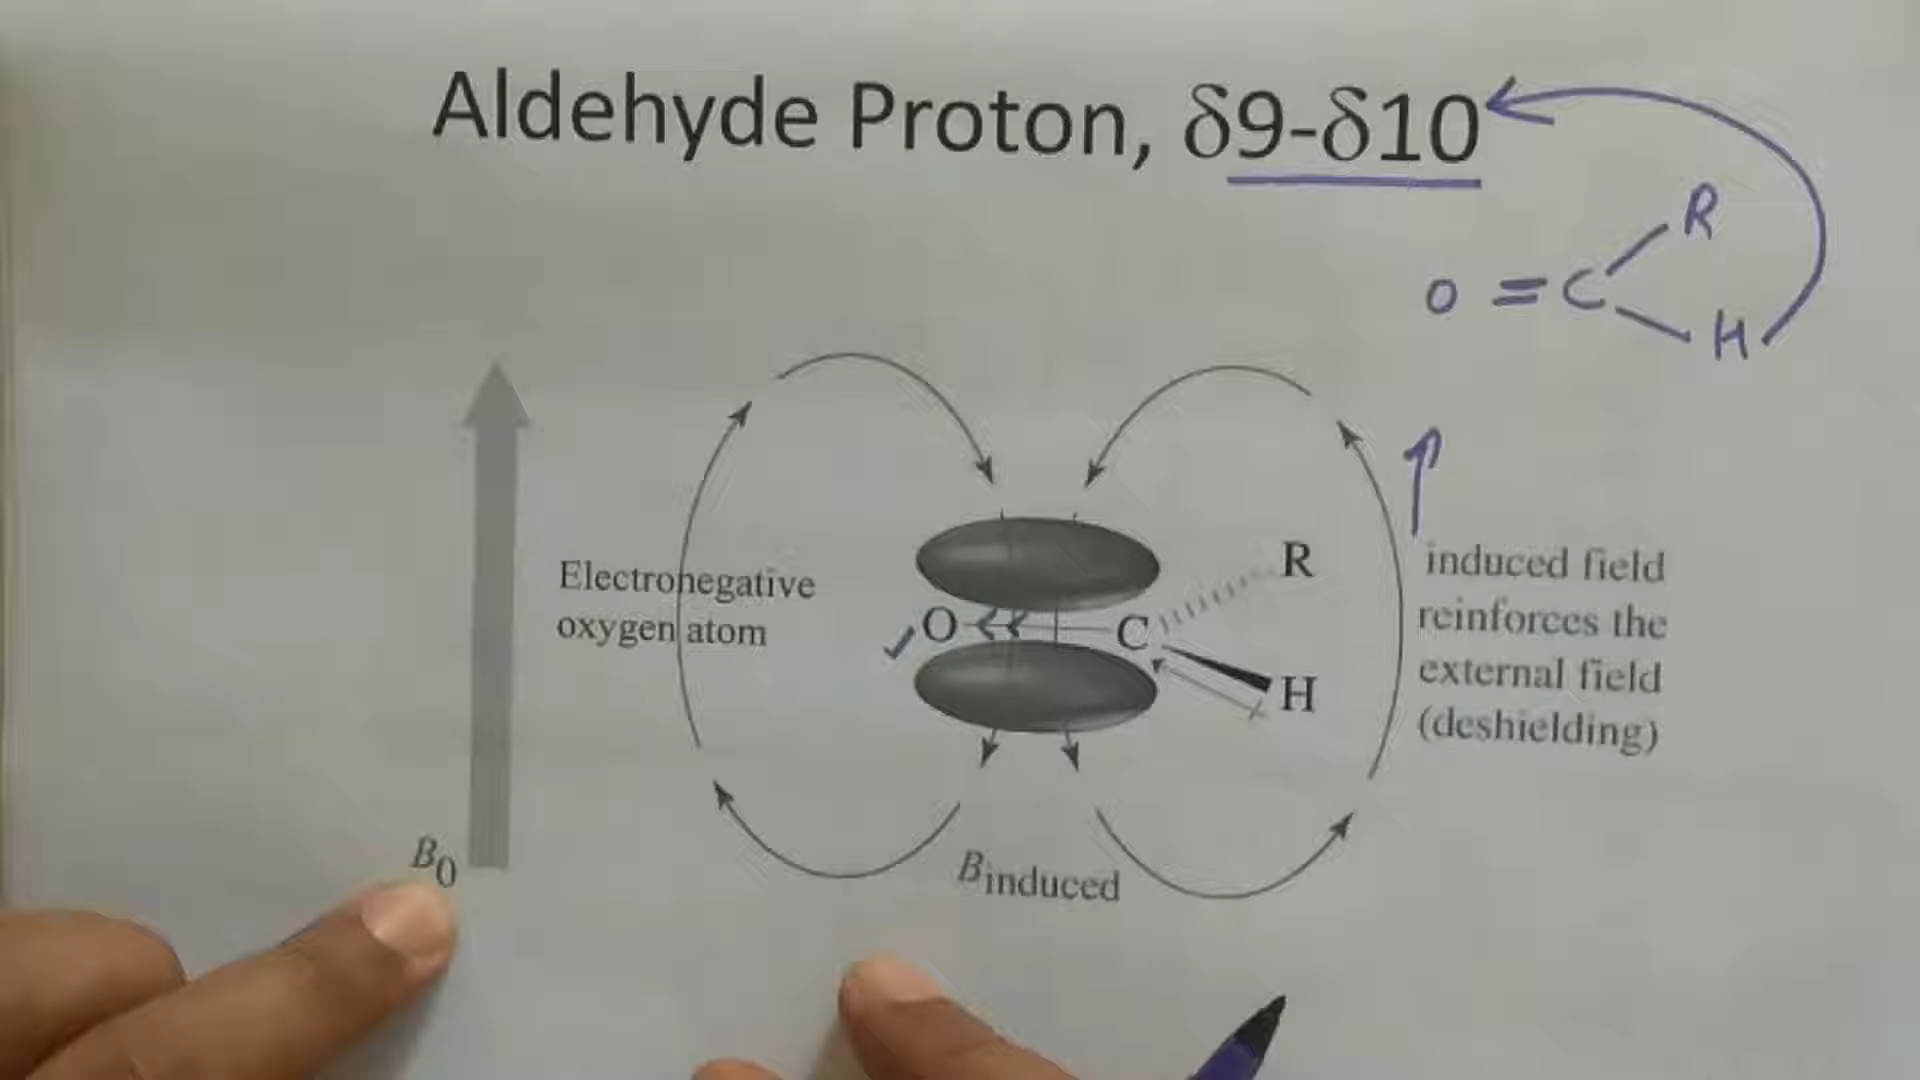 Aldehyde Proton, δ9-δ10
R
O = C
H
Electronegative
oxygen atom
R
O
C
H
induced field
reinforces the
external field
(deshielding)
B0
Binduced